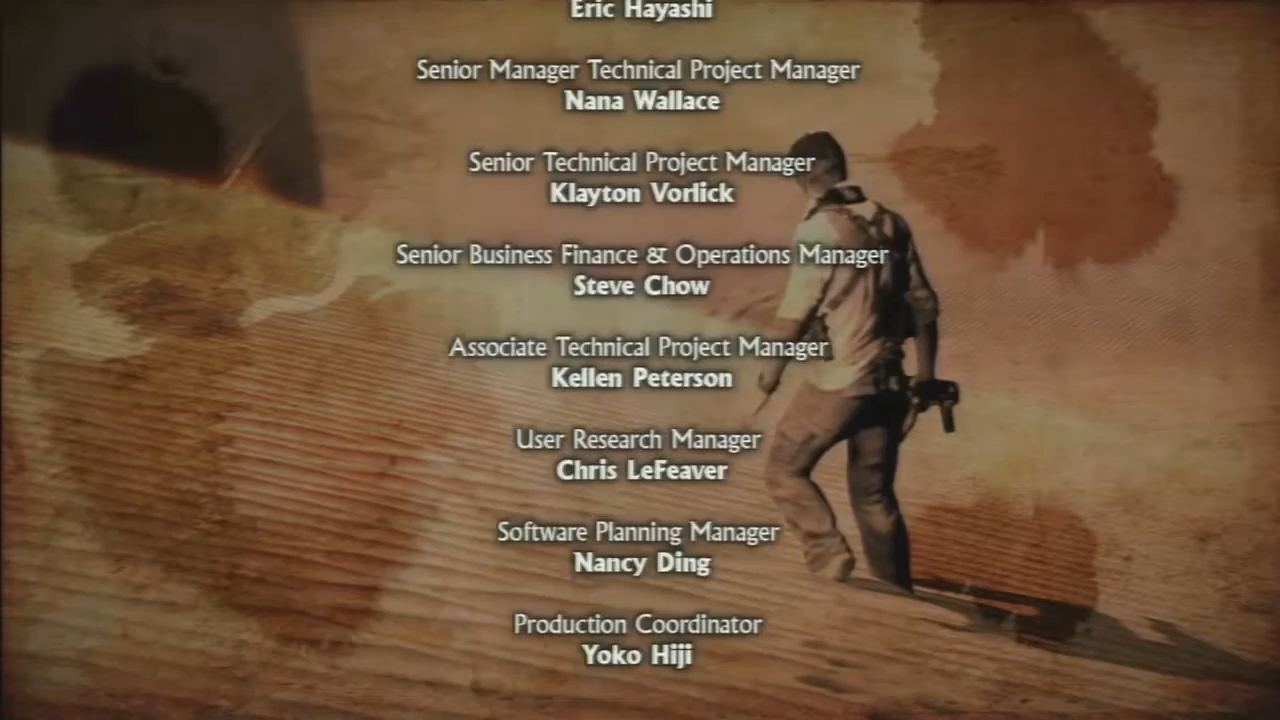 Eric Hayashi
Senior Manager Technical Project Manager
Nana Wallace
Senior Technical Project Manager
Klayton Vorlick
Senior Business Finance & Operations Manager
Steve Chow
Associate Technical Project Manager
Kellen Peterson
User Research Manager
Chris LeFeaver
Software Planning Manager
Nancy Ding
Production Coordinator
Yoko Hiji